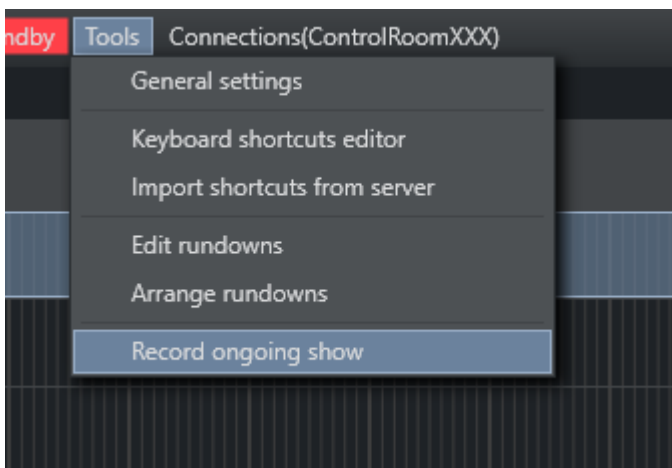 ndby Tools Connections(ControlRoomXXX)
General settings
Keyboard shortcuts editor
Import shortcuts from server
Edit rundowns
Arrange rundowns
Record ongoing show